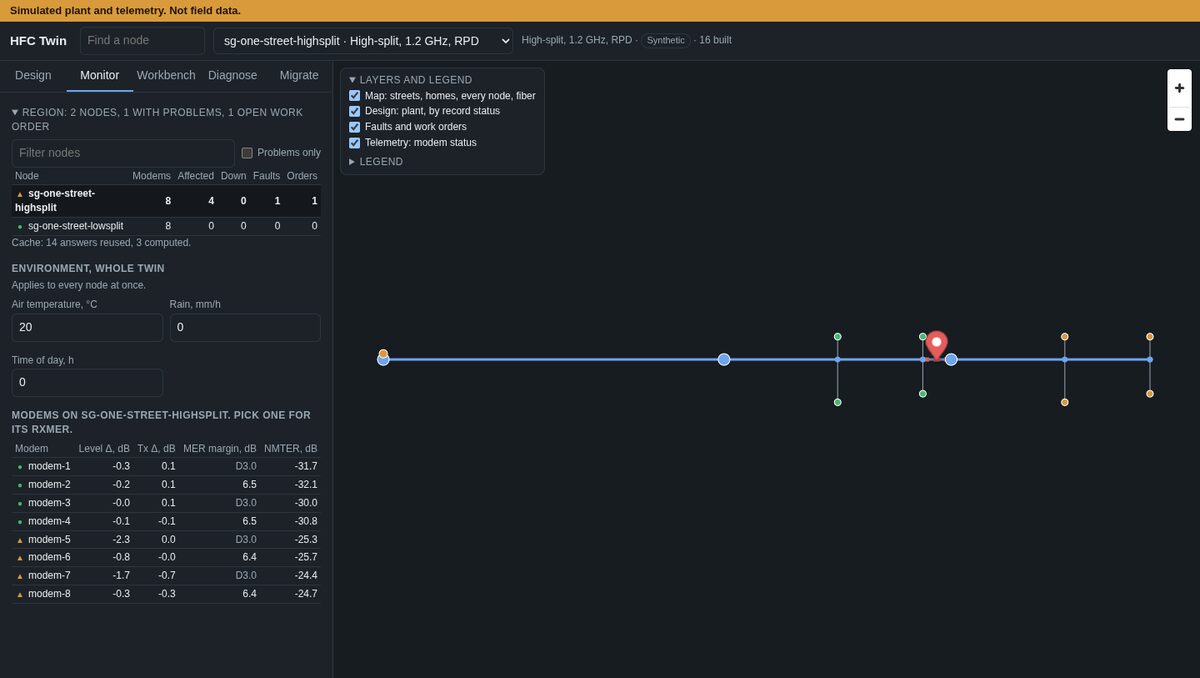 Simulated plant and telemetry. Not field data.
HFC Twin
Find a node
sg-one-street-highsplit · High-split, 1.2 GHz, RPD
High-split, 1.2 GHz, RPD · Synthetic · 16 built
Design Monitor Workbench Diagnose Migrate
▼ REGION: 2 NODES, 1 WITH PROBLEMS, 1 OPEN WORK
ORDER
Filter nodes
Problems only
Node Modems Affected Down Faults Orders
▲ sg-one-street-
highsplit 8 4 0 1 1
● sg-one-street-lowsplit 8 0 0 0 0
Cache: 14 answers reused, 3 computed.
ENVIRONMENT, WHOLE TWIN
Applies to every node at once.
Air temperature, °C Rain, mm/h
20 0
Time of day, h
0
MODEMS ON SG-ONE-STREET-HIGHSPLIT. PICK ONE FOR
ITS RXMER.
Modem Level Δ, dB Tx Δ, dB MER margin, dB NMTER, dB
● modem-1 -0.3 0.1 D3.0 -31.7
● modem-2 -0.2 0.1 6.5 -32.1
● modem-3 -0.0 0.1 D3.0 -30.0
● modem-4 -0.1 -0.1 6.5 -30.8
▲ modem-5 -2.3 0.0 D3.0 -25.3
▲ modem-6 -0.8 -0.0 6.4 -25.7
▲ modem-7 -1.7 -0.7 D3.0 -24.4
▲ modem-8 -0.3 -0.3 6.4 -24.7
▼ LAYERS AND LEGEND
Map: streets, homes, every node, fiber
Design: plant, by record status
Faults and work orders
Telemetry: modem status
▶ LEGEND
+
−